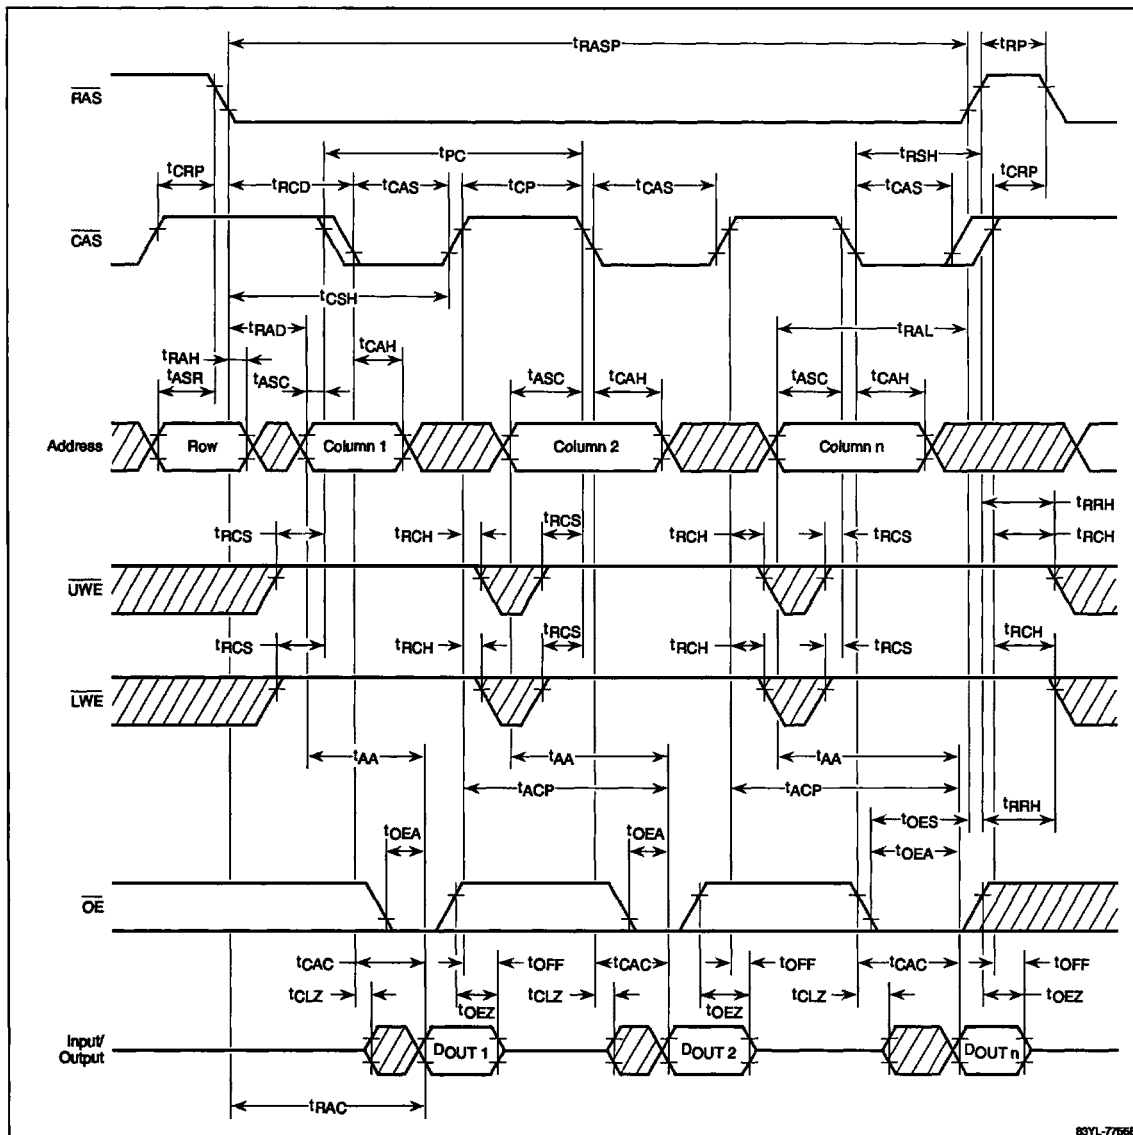 tRASP tRP
RAS
tPC tRSH
tCRP tRCD tCAS tCP tCAS tCAS tCRP
CAS
tCSH
tRAD tRAL
tRAH tCAH
tASR tASC tASC tCAH tASC tCAH
Address Row Column 1 Column 2 Column n
tRRH
tRCS tRCH tRCS tRCH tRCS tRCH
UWE
tRCS tRCH tRCS tRCH tRCS tRCH
LWE
tAA tAA tAA
tACP tACP
tOEA tOEA tOES tRRH
tOEA
OE
tCAC tOFF tCAC tOFF tCAC tOFF
tCLZ tOEZ tCLZ tOEZ tCLZ tOEZ
Input/
Output DOUT 1 DOUT 2 DOUT n
tRAC